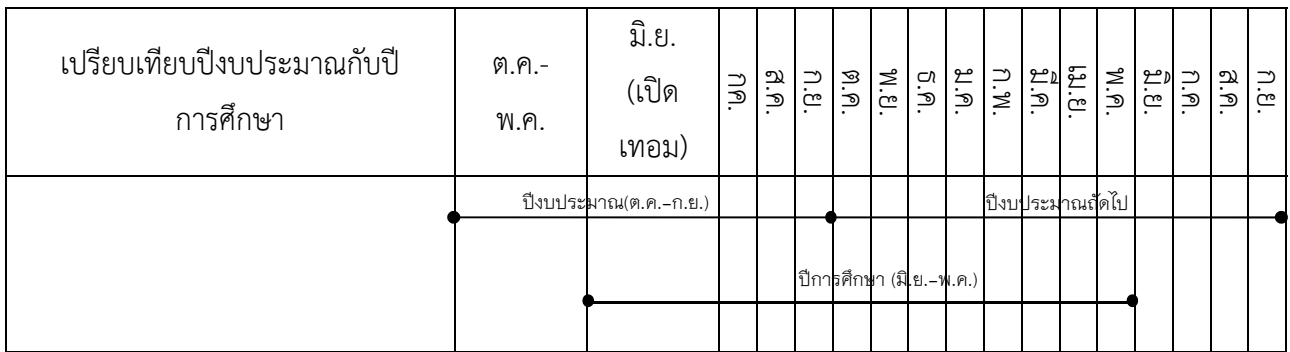 เปรียบเทียบปีงบประมาณกับปี
การศึกษา
ต.ค.-
พ.ค.
มิ.ย.
(เปิด
เทอม)
กค.
ส.ค.
ก.ย.
ต.ค.
พ.ย.
ธ.ค.
ม.ค
ก.พ.
มี.ค.
เม.ย.
พ.ค.
มิ.ย.
ก.ค
ส.ค.
ก.ย.
ปีงบประมาณ(ต.ค.-ก.ย.)
ปีงบประมาณถัดไป
ปีการศึกษา (มิ.ย.-พ.ค.)